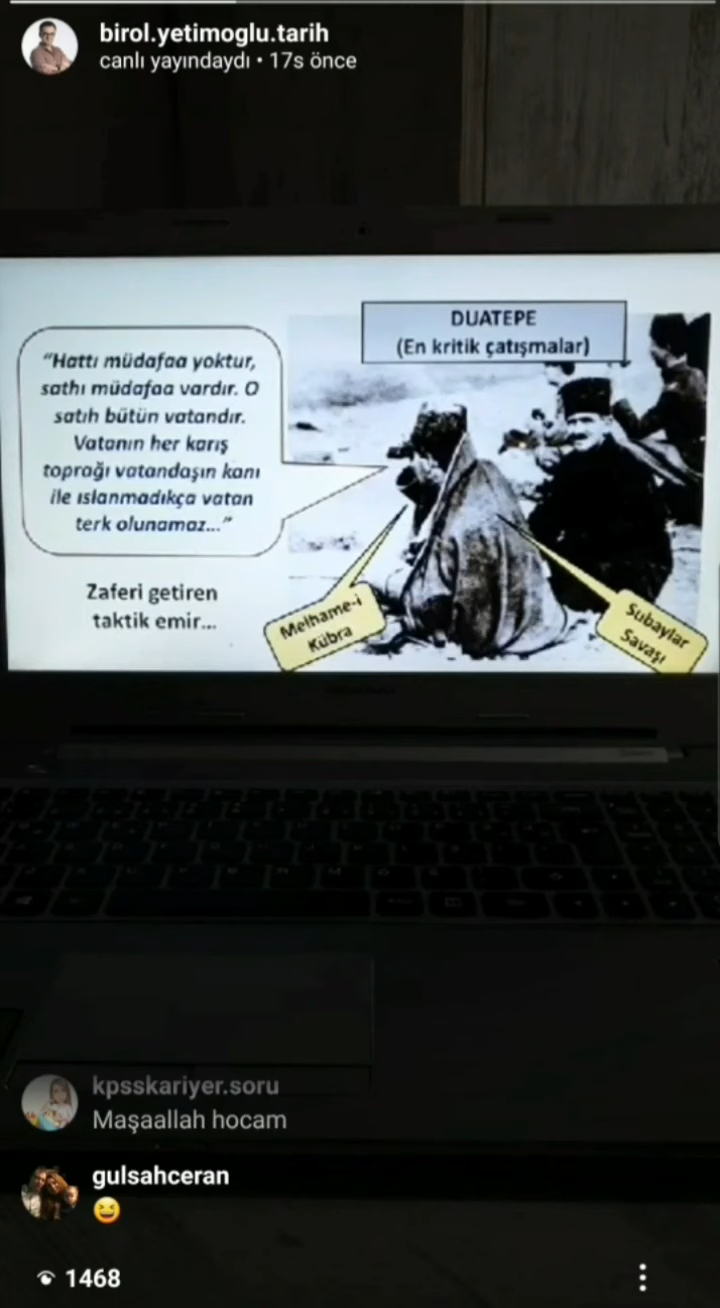 birol.yetimoglu.tarih
canlı yayındaydı • 17s önce
DUATEPE
(En kritik çatışmalar)
"Hattı müdafaa yoktur,
sathı müdafaa vardır. O
satıh bütün vatandır.
Vatanın her karış
toprağı vatandaşın kanı
ile ıslanmadıkça vatan
terk olunamaz..."
Zaferi getiren
taktik emir...
Melhame-i
Kübra
Subaylar
Savaşı
kpsskariyer.soru
Maşaallah hocam
gulsahceran
1468